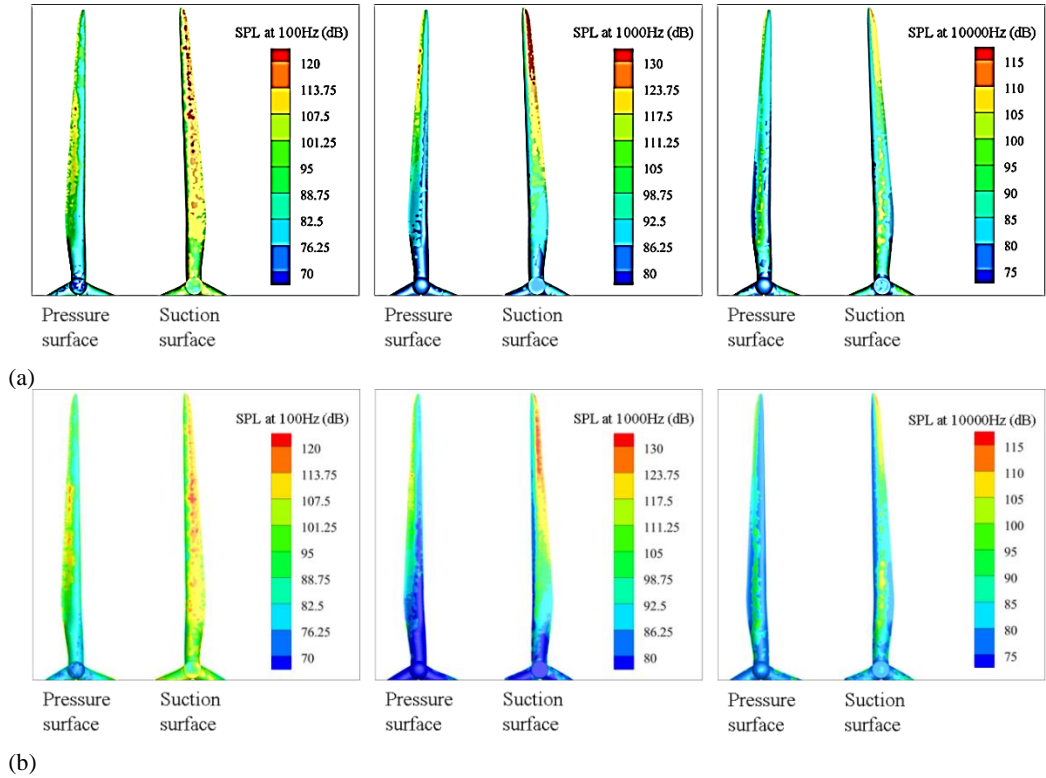 SPL at 100Hz (dB)
120
113.75
107.5
101.25
95
88.75
82.5
76.25
70
Pressure
surface
Suction
surface
SPL at 1000Hz (dB)
130
123.75
117.5
111.25
105
98.75
92.5
86.25
80
Pressure
surface
Suction
surface
SPL at 10000Hz (dB)
115
110
105
100
95
90
85
80
75
Pressure
surface
Suction
surface
(a)
SPL at 100Hz (dB)
120
113.75
107.5
101.25
95
88.75
82.5
76.25
70
Pressure
surface
Suction
surface
SPL at 1000Hz (dB)
130
123.75
117.5
111.25
105
98.75
92.5
86.25
80
Pressure
surface
Suction
surface
SPL at 10000Hz (dB)
115
110
105
100
95
90
85
80
75
Pressure
surface
Suction
surface
(b)